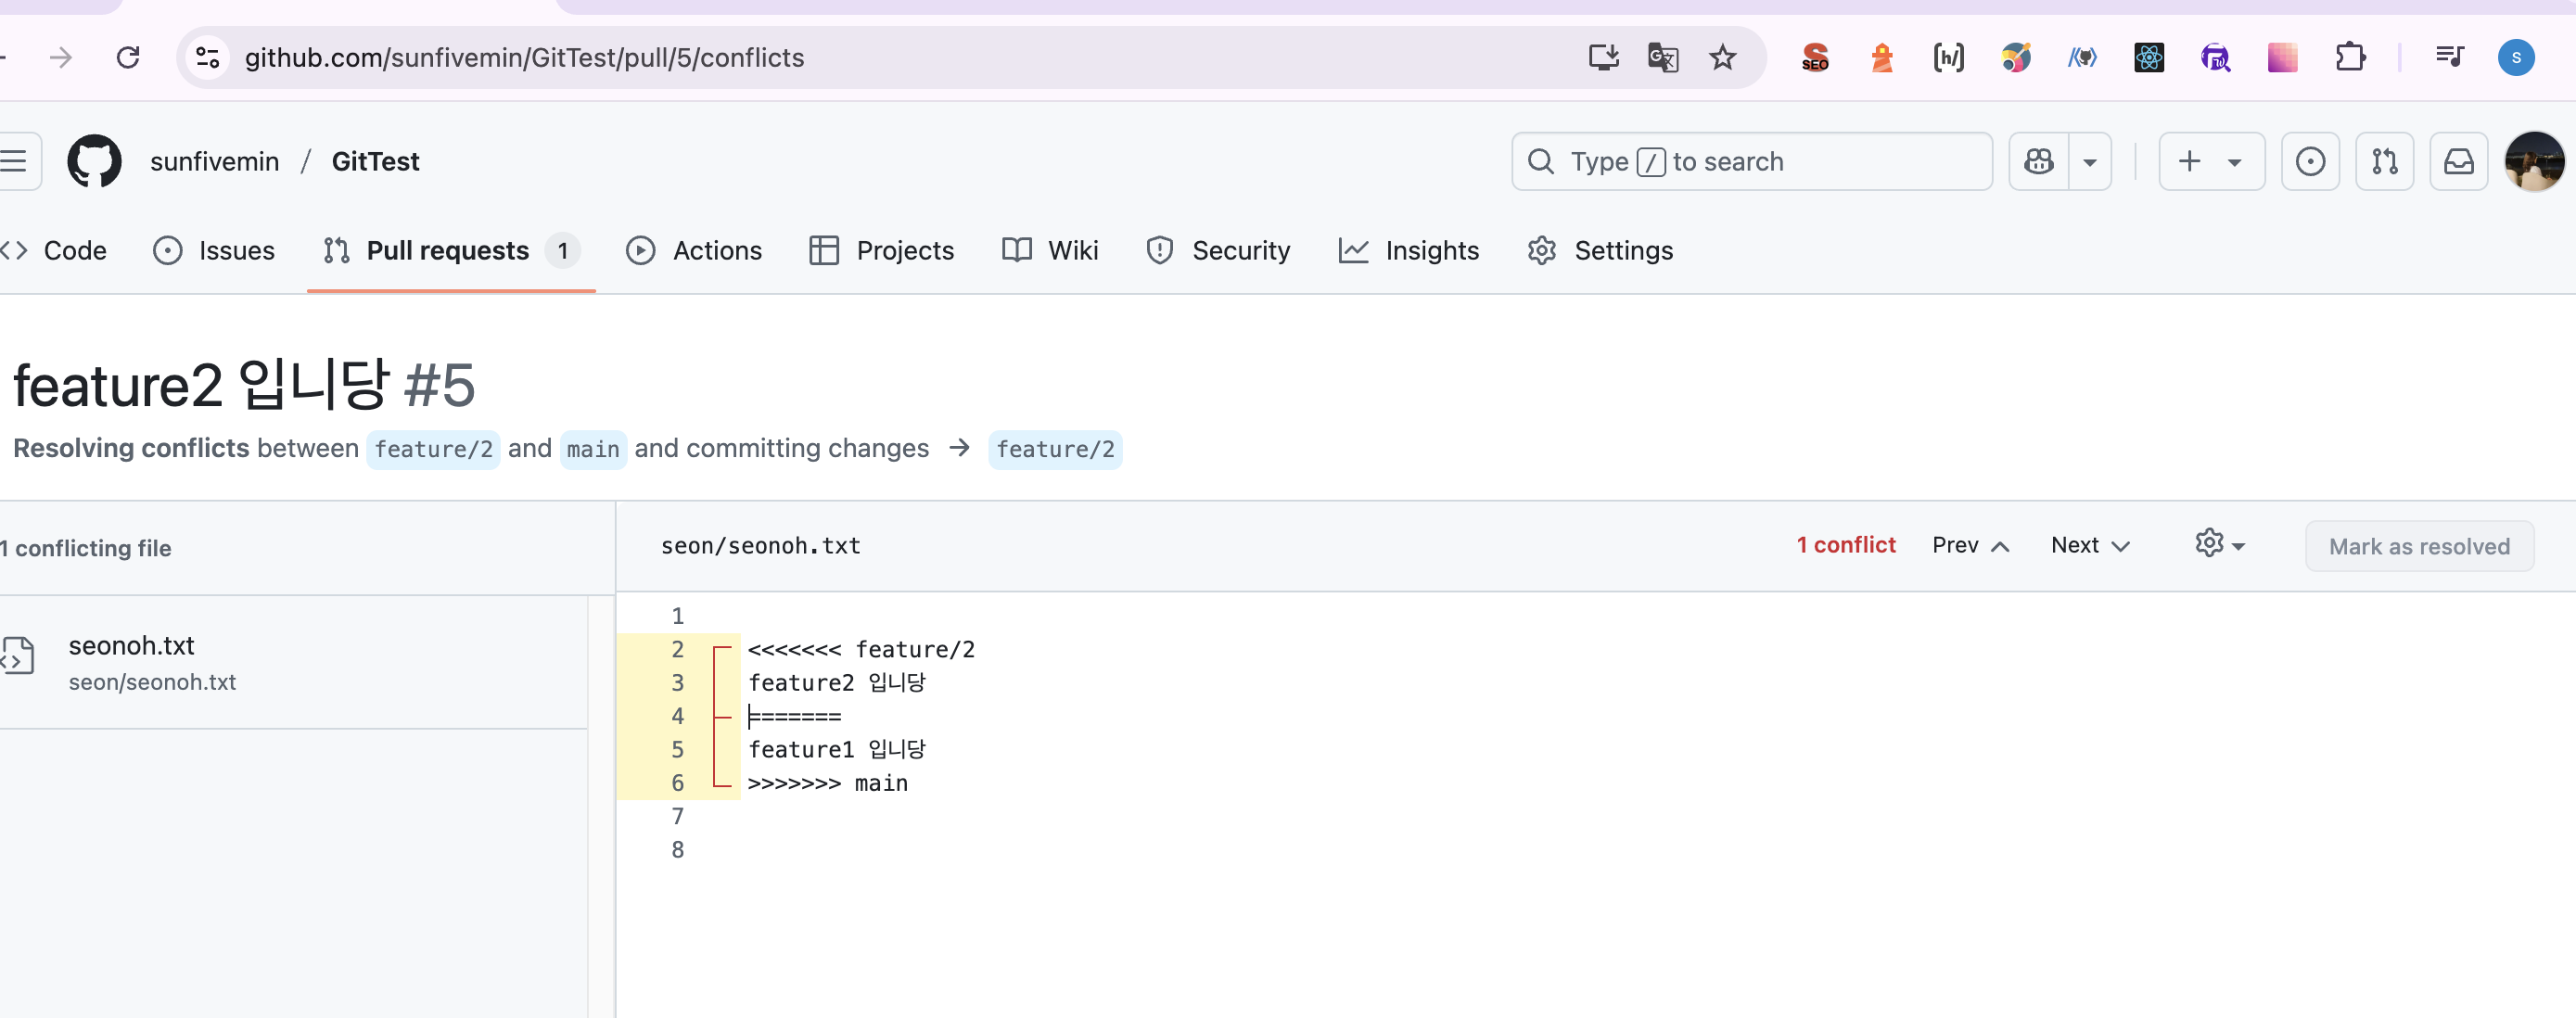 github.com/sunfivemin/GitTest/pull/5/conflicts
SEO
[h/]
S
sunfivemin / GitTest
Type / to search
Code
Issues
Pull requests 1
Actions
Projects
Wiki
Security
Insights
Settings
feature2 입니당 #5
Resolving conflicts between feature/2 and main and committing changes → feature/2
1 conflicting file
seon/seonoh.txt
1 conflict
Prev
Next
Mark as resolved
seonoh.txt
seon/seonoh.txt
1
2 <<<<<<< feature/2
3 feature2 입니당
4 =======
5 feature1 입니당
6 >>>>>>> main
7
8